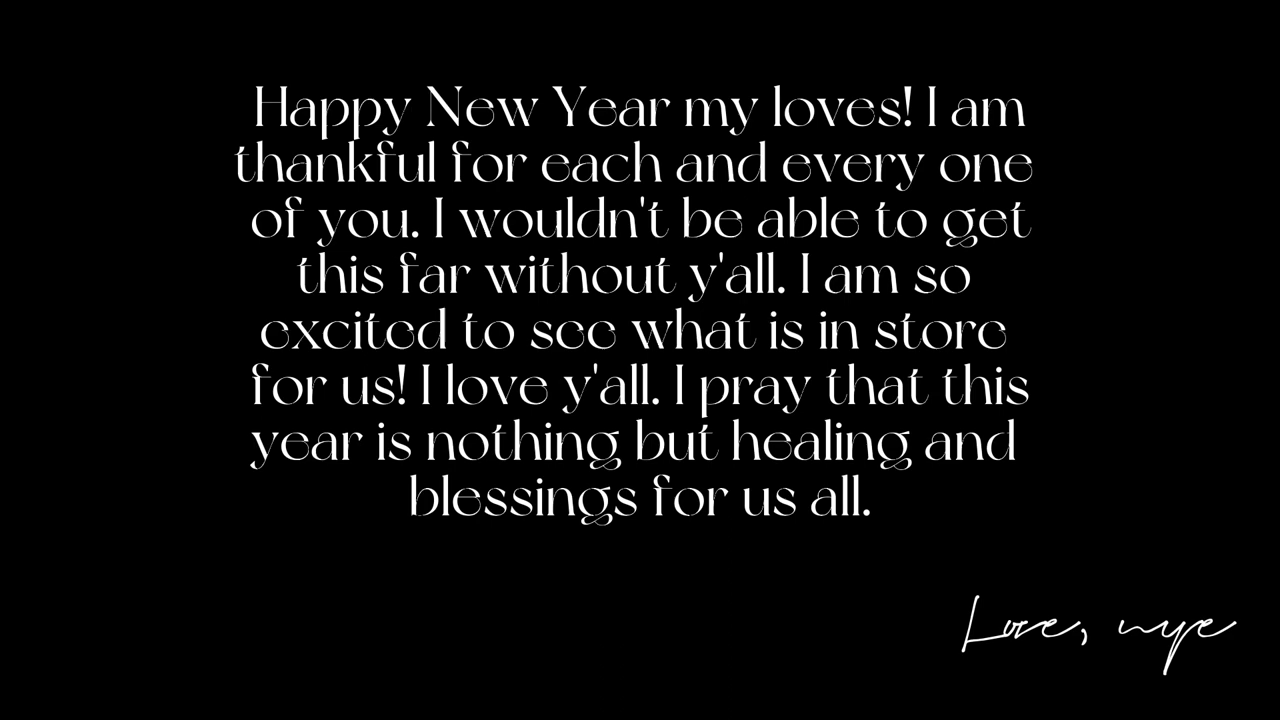 Happy New Year my loves! I am
thankful for each and every one
of you. I wouldn't be able to get
this far without y'all. I am so
excited to see what is in store
for us! I love y'all. I pray that this
year is nothing but healing and
blessings for us all.
Love, nye